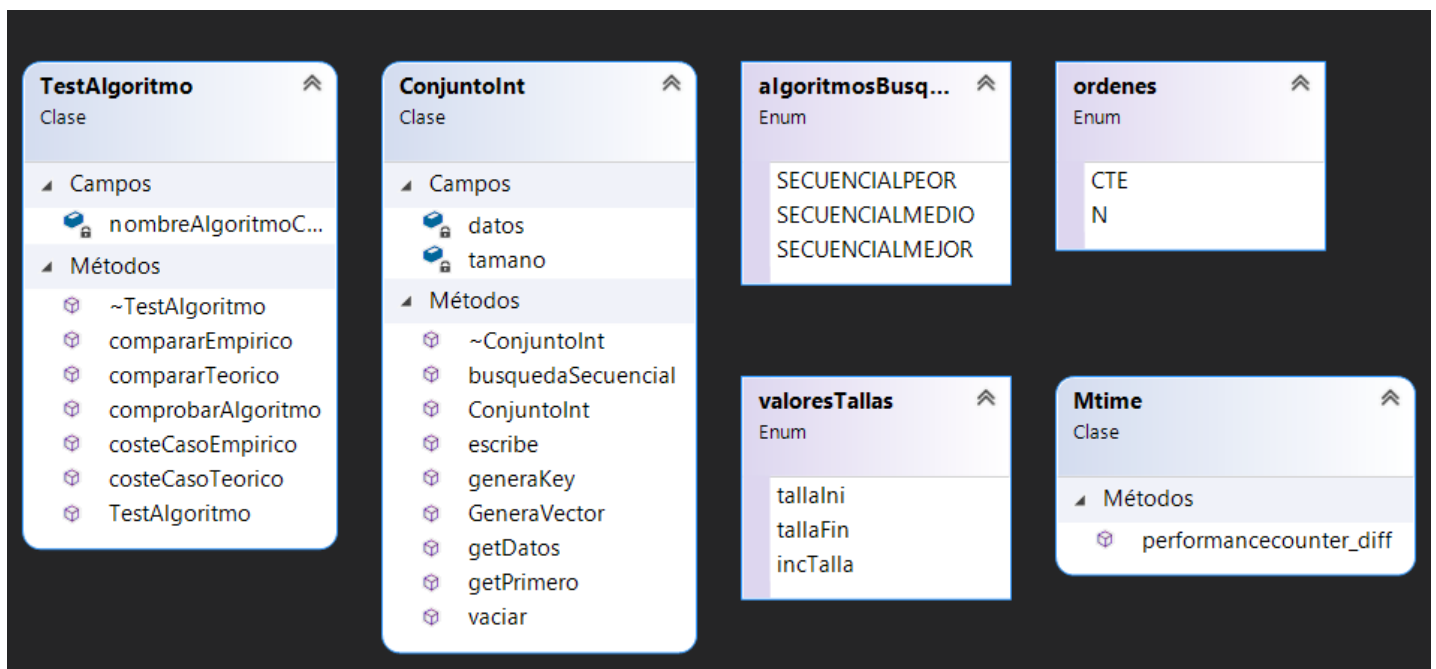 TestAlgoritmo
Clase
Campos
nombreAlgoritmoC...
Métodos
~TestAlgoritmo
compararEmpirico
compararTeorico
comprobarAlgoritmo
costeCasoEmpirico
costeCasoTeorico
TestAlgoritmo
ConjuntoInt
Clase
Campos
datos
tamano
Métodos
~ConjuntoInt
busquedaSecuencial
ConjuntoInt
escribe
generaKey
GeneraVector
getDatos
getPrimero
vaciar
algoritmosBusq...
Enum
SECUENCIALPEOR
SECUENCIALMEDIO
SECUENCIALMEJOR
ordenes
Enum
CTE
N
valoresTallas
Enum
tallaIni
tallaFin
incTalla
Mtime
Clase
Métodos
performancecounter_diff